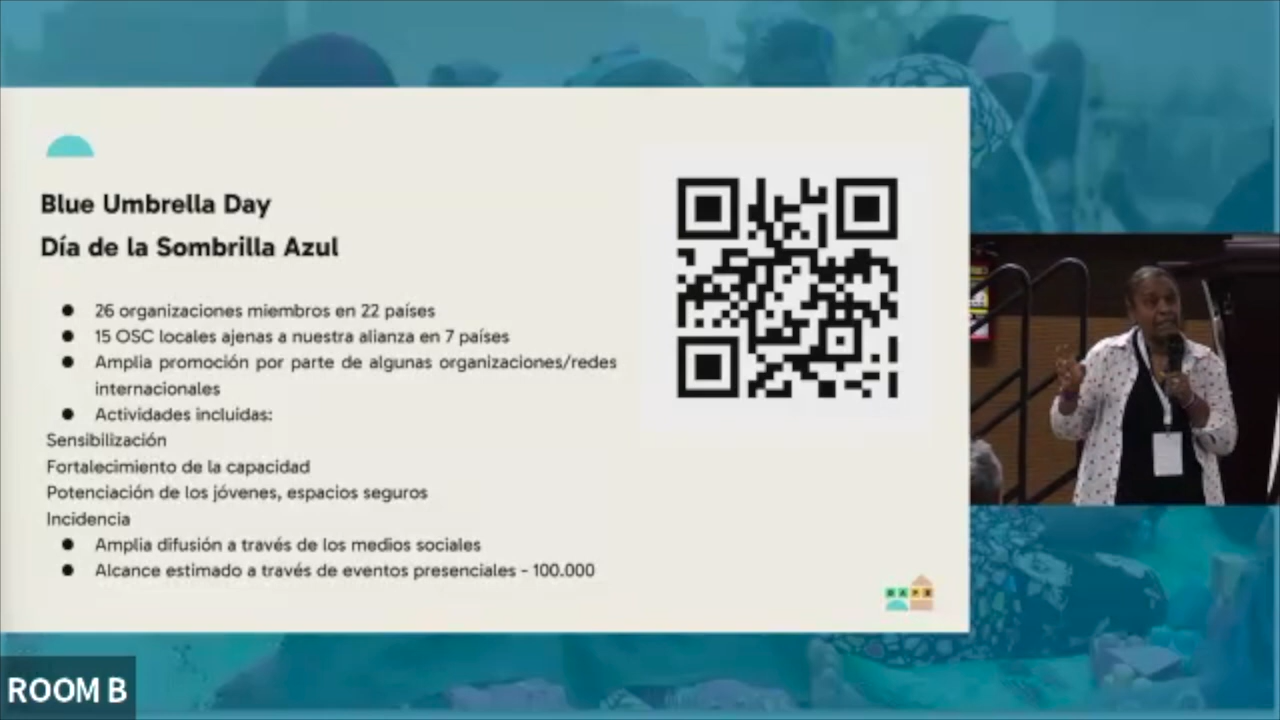 Blue Umbrella Day
Día de la Sombrilla Azul
● 26 organizaciones miembros en 22 países
● 15 OSC locales ajenas a nuestra alianza en 7 países
● Amplia promoción por parte de algunas organizaciones/redes
internacionales
● Actividades incluidas:
Sensibilización
Fortalecimiento de la capacidad
Potenciación de los jóvenes, espacios seguros
Incidencia
● Amplia difusión a través de los medios sociales
● Alcance estimado a través de eventos presenciales - 100.000
ROOM B